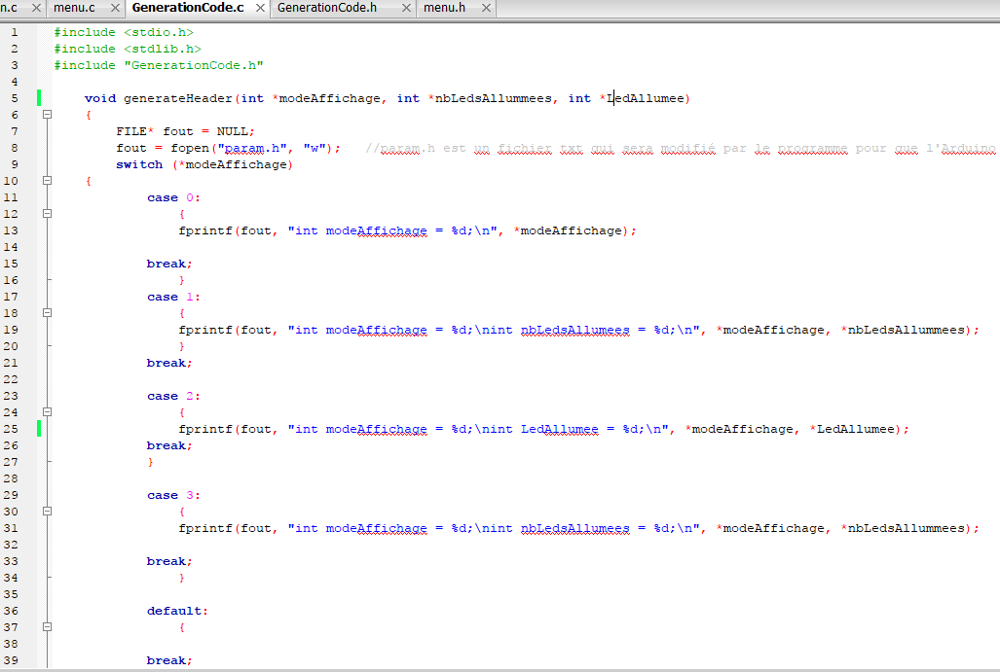 n.c menu.c GenerationCode.c GenerationCode.h menu.h
1 #include <stdio.h>
2 #include <stdlib.h>
3 #include "GenerationCode.h"
4
5 void generateHeader(int *modeAffichage, int *nbLedsAllummees, int *LedAllumee)
6 {
7 FILE* fout = NULL;
8 fout = fopen("param.h", "w"); //param.h est un fichier txt qui sera modifié par le programme pour que l'Arduino
9 switch (*modeAffichage)
10 {
11 case 0:
12 {
13 fprintf(fout, "int modeAffichage = %d;\n", *modeAffichage);
14
15 break;
16 }
17 case 1:
18 {
19 fprintf(fout, "int modeAffichage = %d;\nint nbLedsAllumees = %d;\n", *modeAffichage, *nbLedsAllummees);
20 }
21 break;
22
23 case 2:
24 {
25 fprintf(fout, "int modeAffichage = %d;\nint LedAllumee = %d;\n", *modeAffichage, *LedAllumee);
26 break;
27 }
28
29 case 3:
30 {
31 fprintf(fout, "int modeAffichage = %d;\nint nbLedsAllumees = %d;\n", *modeAffichage, *nbLedsAllummees);
32
33 break;
34 }
35
36 default:
37 {
38
39 break;